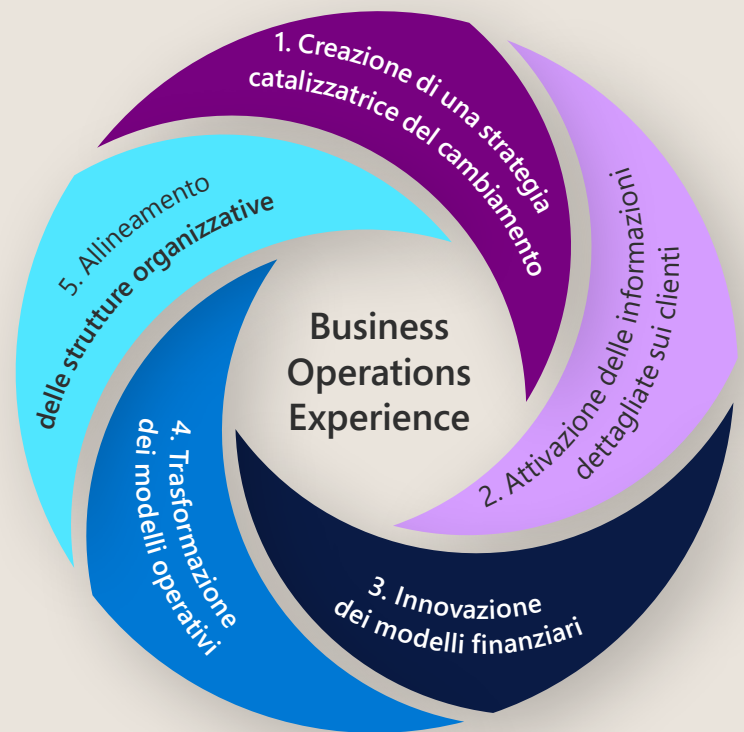 1. Creazione di una strategia
catalizzatrice del cambiamento
2. Attivazione delle informazioni
dettagliate sui clienti
3. Innovazione
dei modelli finanziari
4. Trasformazione
dei modelli operativi
5. Allineamento
delle strutture organizzative
Business
Operations
Experience